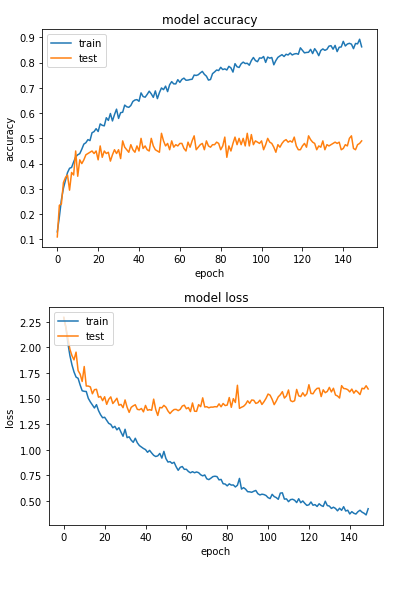 model accuracy
train
test
0.9
0.8
0.7
0.6
0.5
0.4
0.3
0.2
0.1
accuracy
0 20 40 60 80 100 120 140
epoch
model loss
train
test
2.25
2.00
1.75
1.50
1.25
1.00
0.75
0.50
loss
0 20 40 60 80 100 120 140
epoch